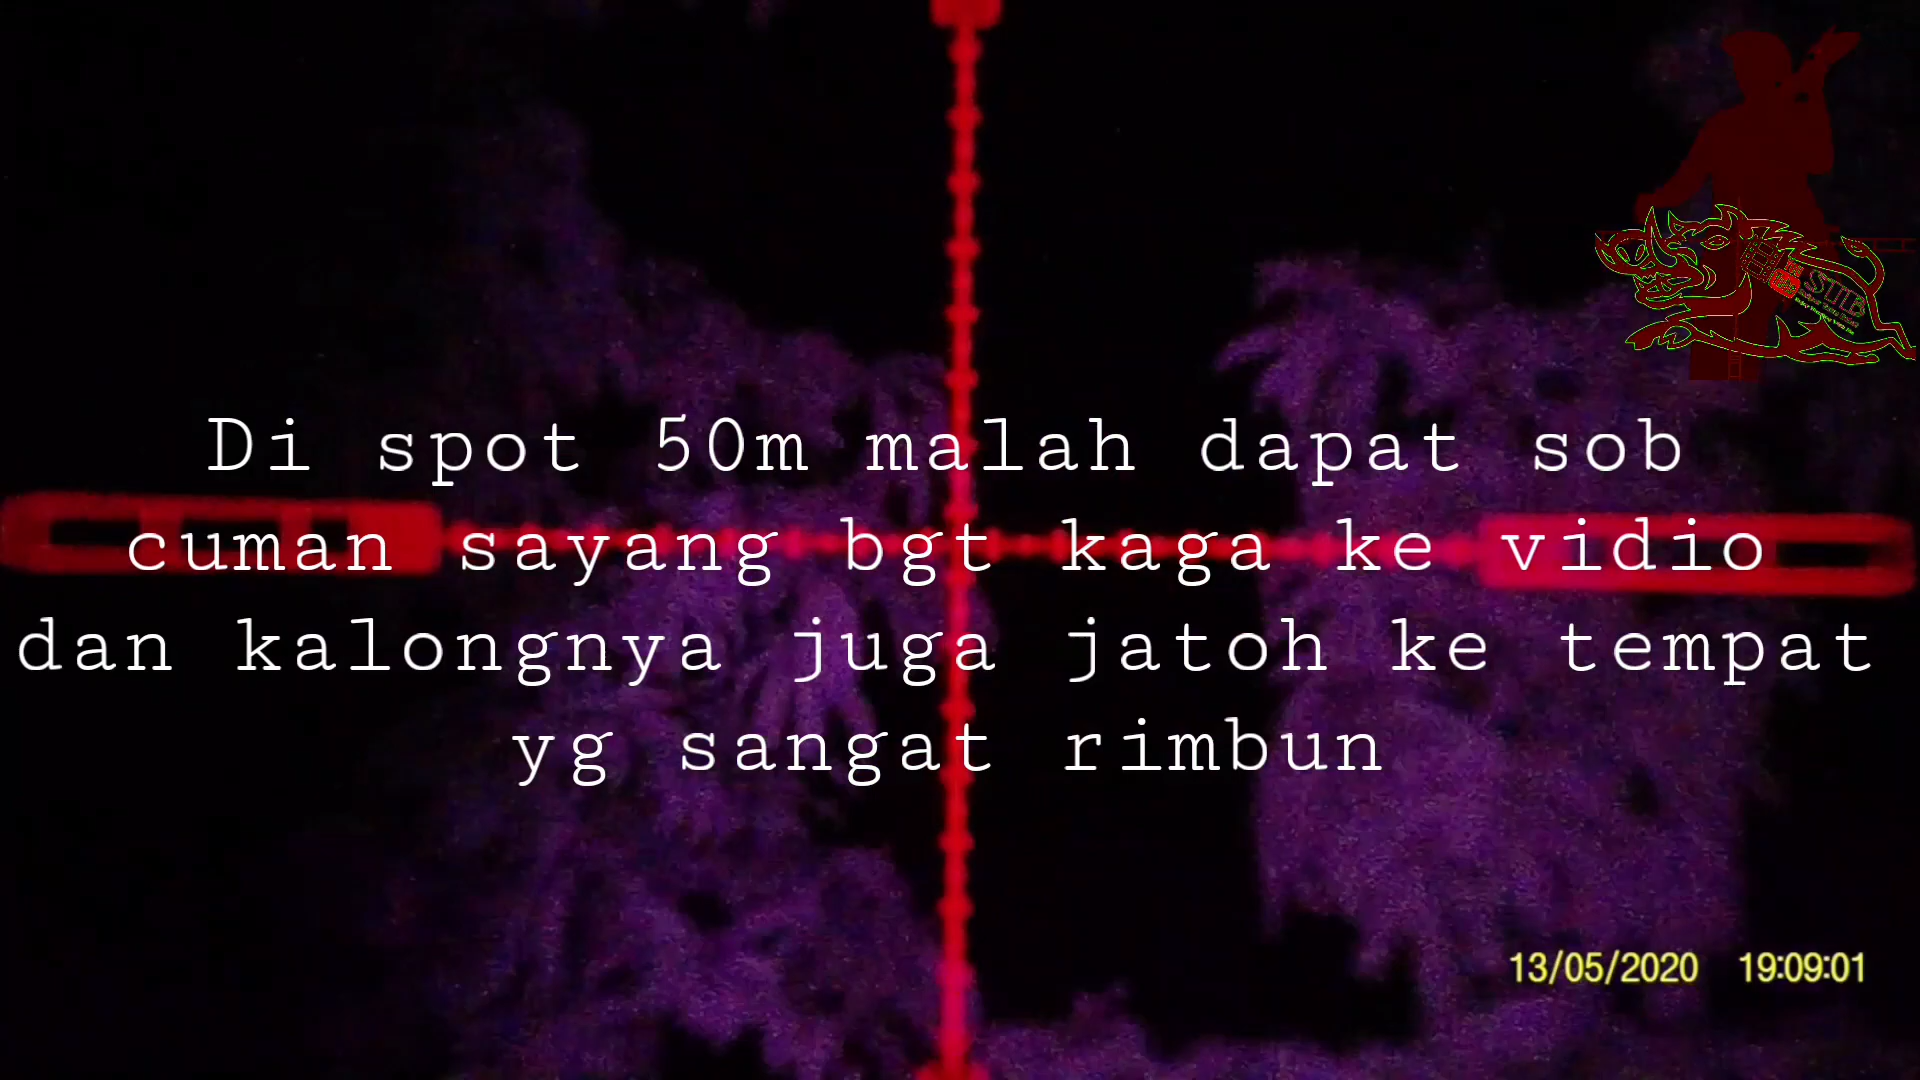 STIB
Di spot 50m malah dapat sob
cuman sayang bgt kaga ke vidio
dan kalongnya juga jatoh ke tempat
yg sangat rimbun
13/05/2020 19:09:01